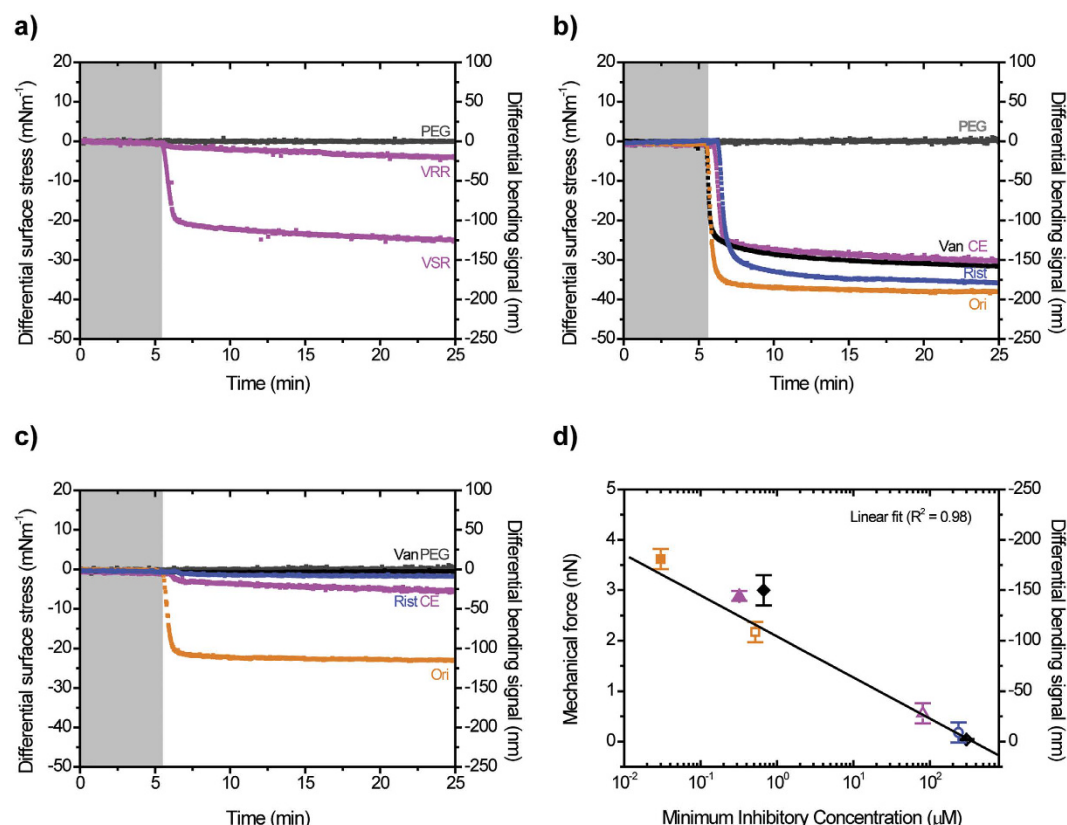 a)
20
10
0
-10
-20
-30
-40
-50
Differential surface stress (mNm⁻¹)
PEG
VRR
VSR
100
50
0
-50
-100
-150
-200
-250
Differential bending signal (nm)
0 5 10 15 20 25
Time (min)
b)
20
10
0
-10
-20
-30
-40
-50
Differential surface stress (mNm⁻¹)
PEG
Van CE
Rist
Ori
100
50
0
-50
-100
-150
-200
-250
Differential bending signal (nm)
0 5 10 15 20 25
Time (min)
c)
20
10
0
-10
-20
-30
-40
-50
Differential surface stress (mNm⁻¹)
Van PEG
Rist CE
Ori
100
50
0
-50
-100
-150
-200
-250
Differential bending signal (nm)
0 5 10 15 20 25
Time (min)
d)
5
4
3
2
1
0
Mechanical force (nN)
Linear fit (R² = 0.98)
-250
-200
-150
-100
-50
0
Differential bending signal (nm)
10⁻² 10⁻¹ 10⁰ 10¹ 10²
Minimum Inhibitory Concentration (μM)